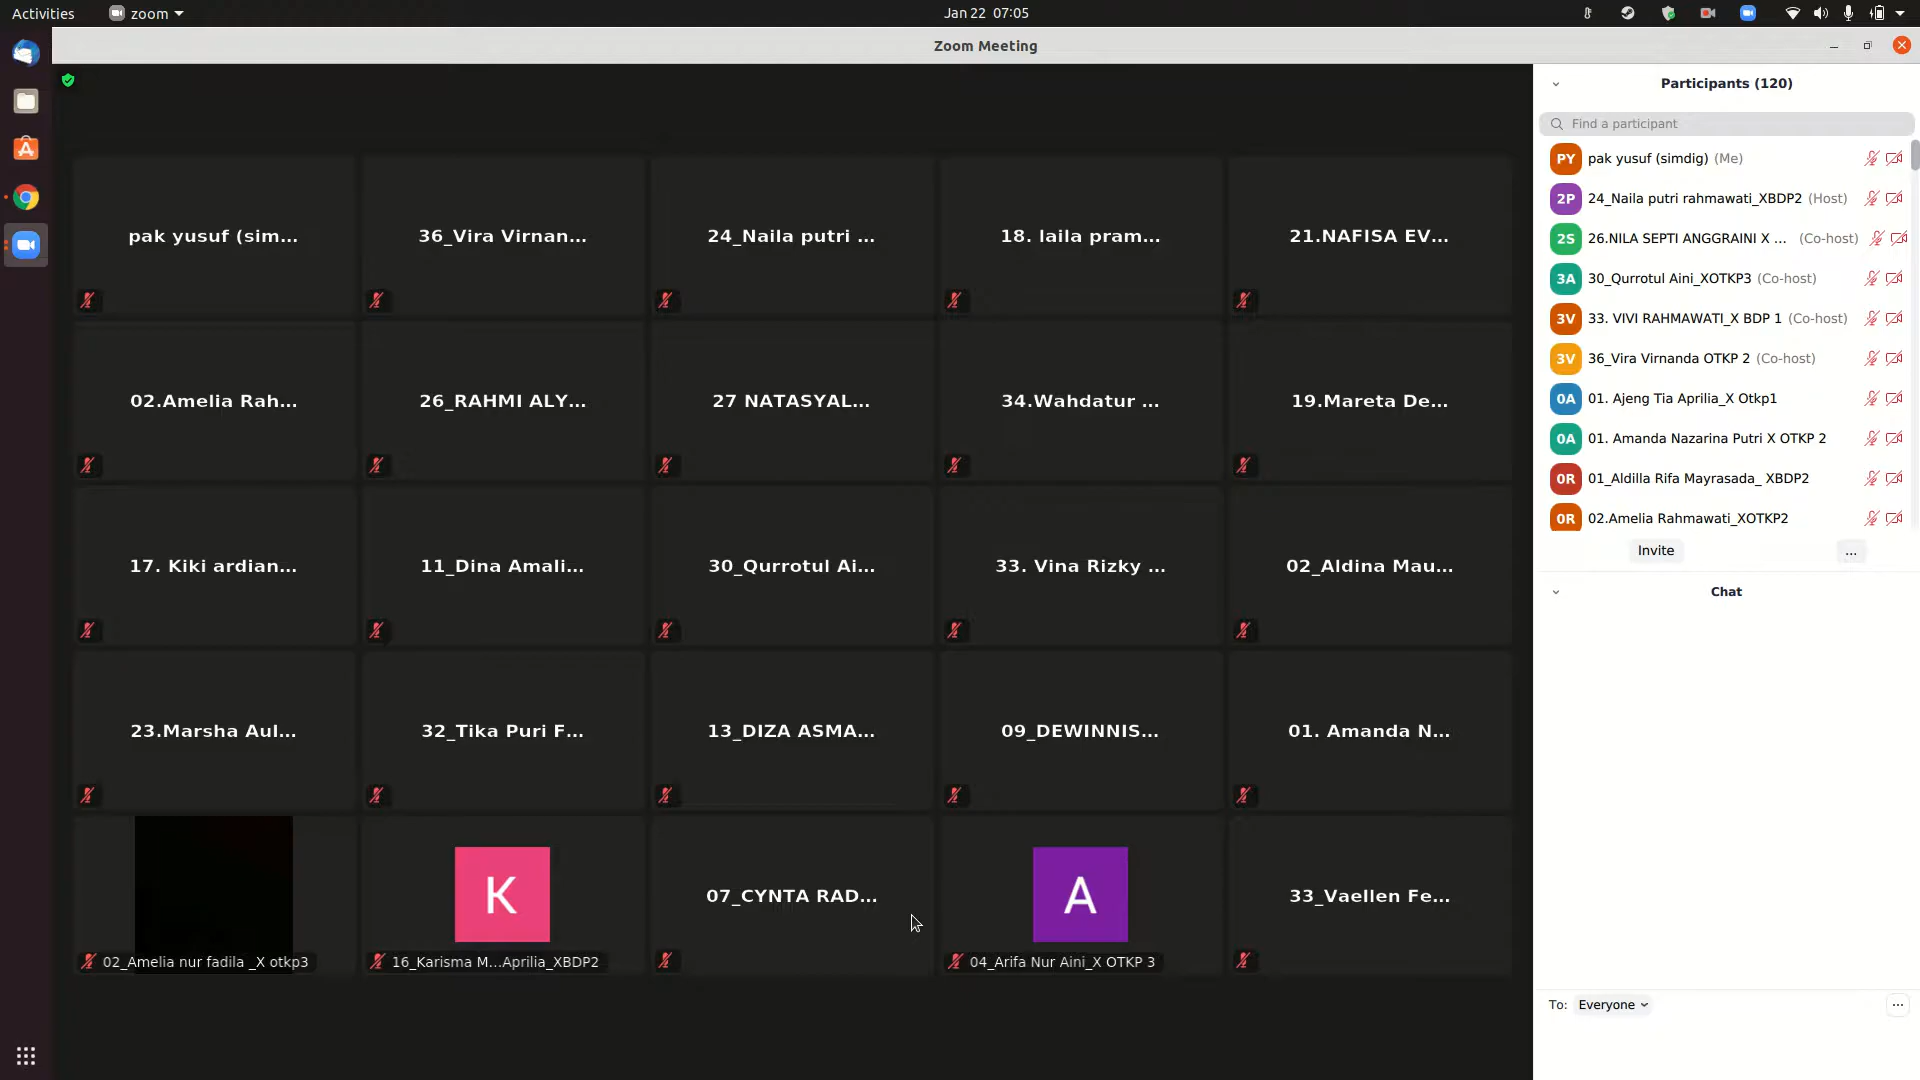 Activities zoom Jan 22 07:05
Zoom Meeting
pak yusuf (sim...
36_Vira Virnan...
24_Naila putri ...
18. laila pram...
21.NAFISA EV...
02.Amelia Rah...
26_RAHMI ALY...
27 NATASYAL...
34.Wahdatur ...
19.Mareta De...
17. Kiki ardian...
11_Dina Amali...
30_Qurrotul Ai...
33. Vina Rizky ...
02_Aldina Mau...
23.Marsha Aul...
32_Tika Puri F...
13_DIZA ASMA...
09_DEWINNIS...
01. Amanda N...
02_Amelia nur fadila _X otkp3
K
16_Karisma M...Aprilia_XBDP2
07_CYNTA RAD...
A
04_Arifa Nur Aini_X OTKP 3
33_Vaellen Fe...
Participants (120)
Find a participant
PY pak yusuf (simdig) (Me)
2P 24_Naila putri rahmawati_XBDP2 (Host)
2S 26.NILA SEPTI ANGGRAINI X ... (Co-host)
3A 30_Qurrotul Aini_XOTKP3 (Co-host)
3V 33. VIVI RAHMAWATI_X BDP 1 (Co-host)
3V 36_Vira Virnanda OTKP 2 (Co-host)
0A 01. Ajeng Tia Aprilia_X Otkp1
0A 01. Amanda Nazarina Putri X OTKP 2
0R 01_Aldilla Rifa Mayrasada_ XBDP2
0R 02.Amelia Rahmawati_XOTKP2
Invite ...
Chat
To: Everyone ...